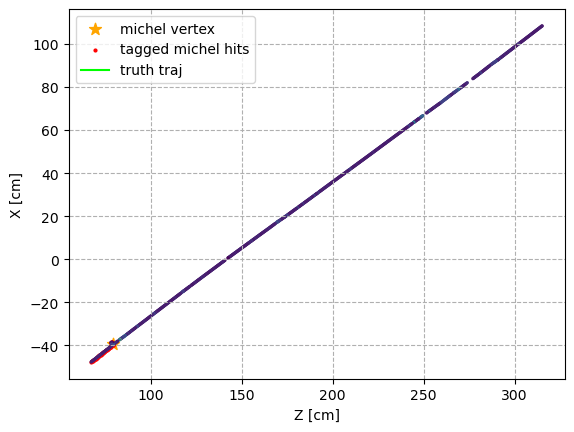 michel vertex
tagged michel hits
truth traj
100
80
60
40
20
0
−20
−40
X [cm]
100 150 200 250 300
Z [cm]